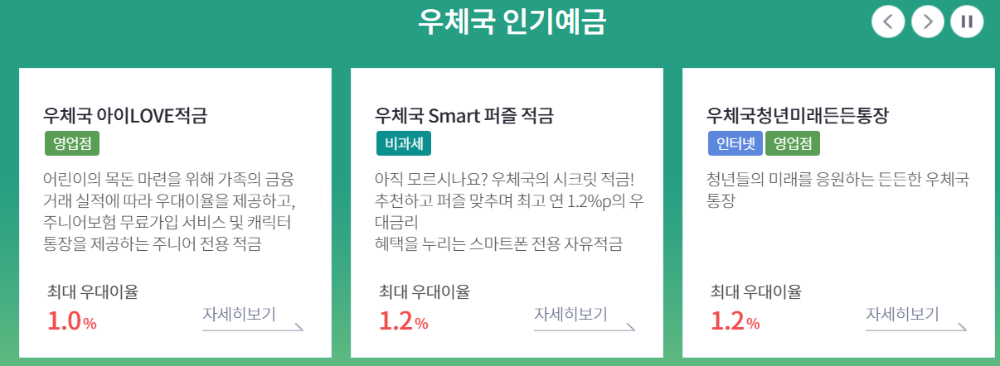 우체국 인기예금
우체국 아이LOVE적금
영업점
어린이의 목돈 마련을 위해 가족의 금융
거래 실적에 따라 우대이율을 제공하고,
주니어보험 무료가입 서비스 및 캐릭터
통장을 제공하는 주니어 전용 적금
최대 우대이율
1.0%
자세히보기
우체국 Smart 퍼즐 적금
비과세
아직 모르시나요? 우체국의 시크릿 적금!
추천하고 퍼즐 맞추며 최고 연 1.2%p의 우
대금리
혜택을 누리는 스마트폰 전용 자유적금
최대 우대이율
1.2%
자세히보기
우체국청년미래든든통장
인터넷 영업점
청년들의 미래를 응원하는 든든한 우체국
통장
최대 우대이율
1.2%
자세히보기